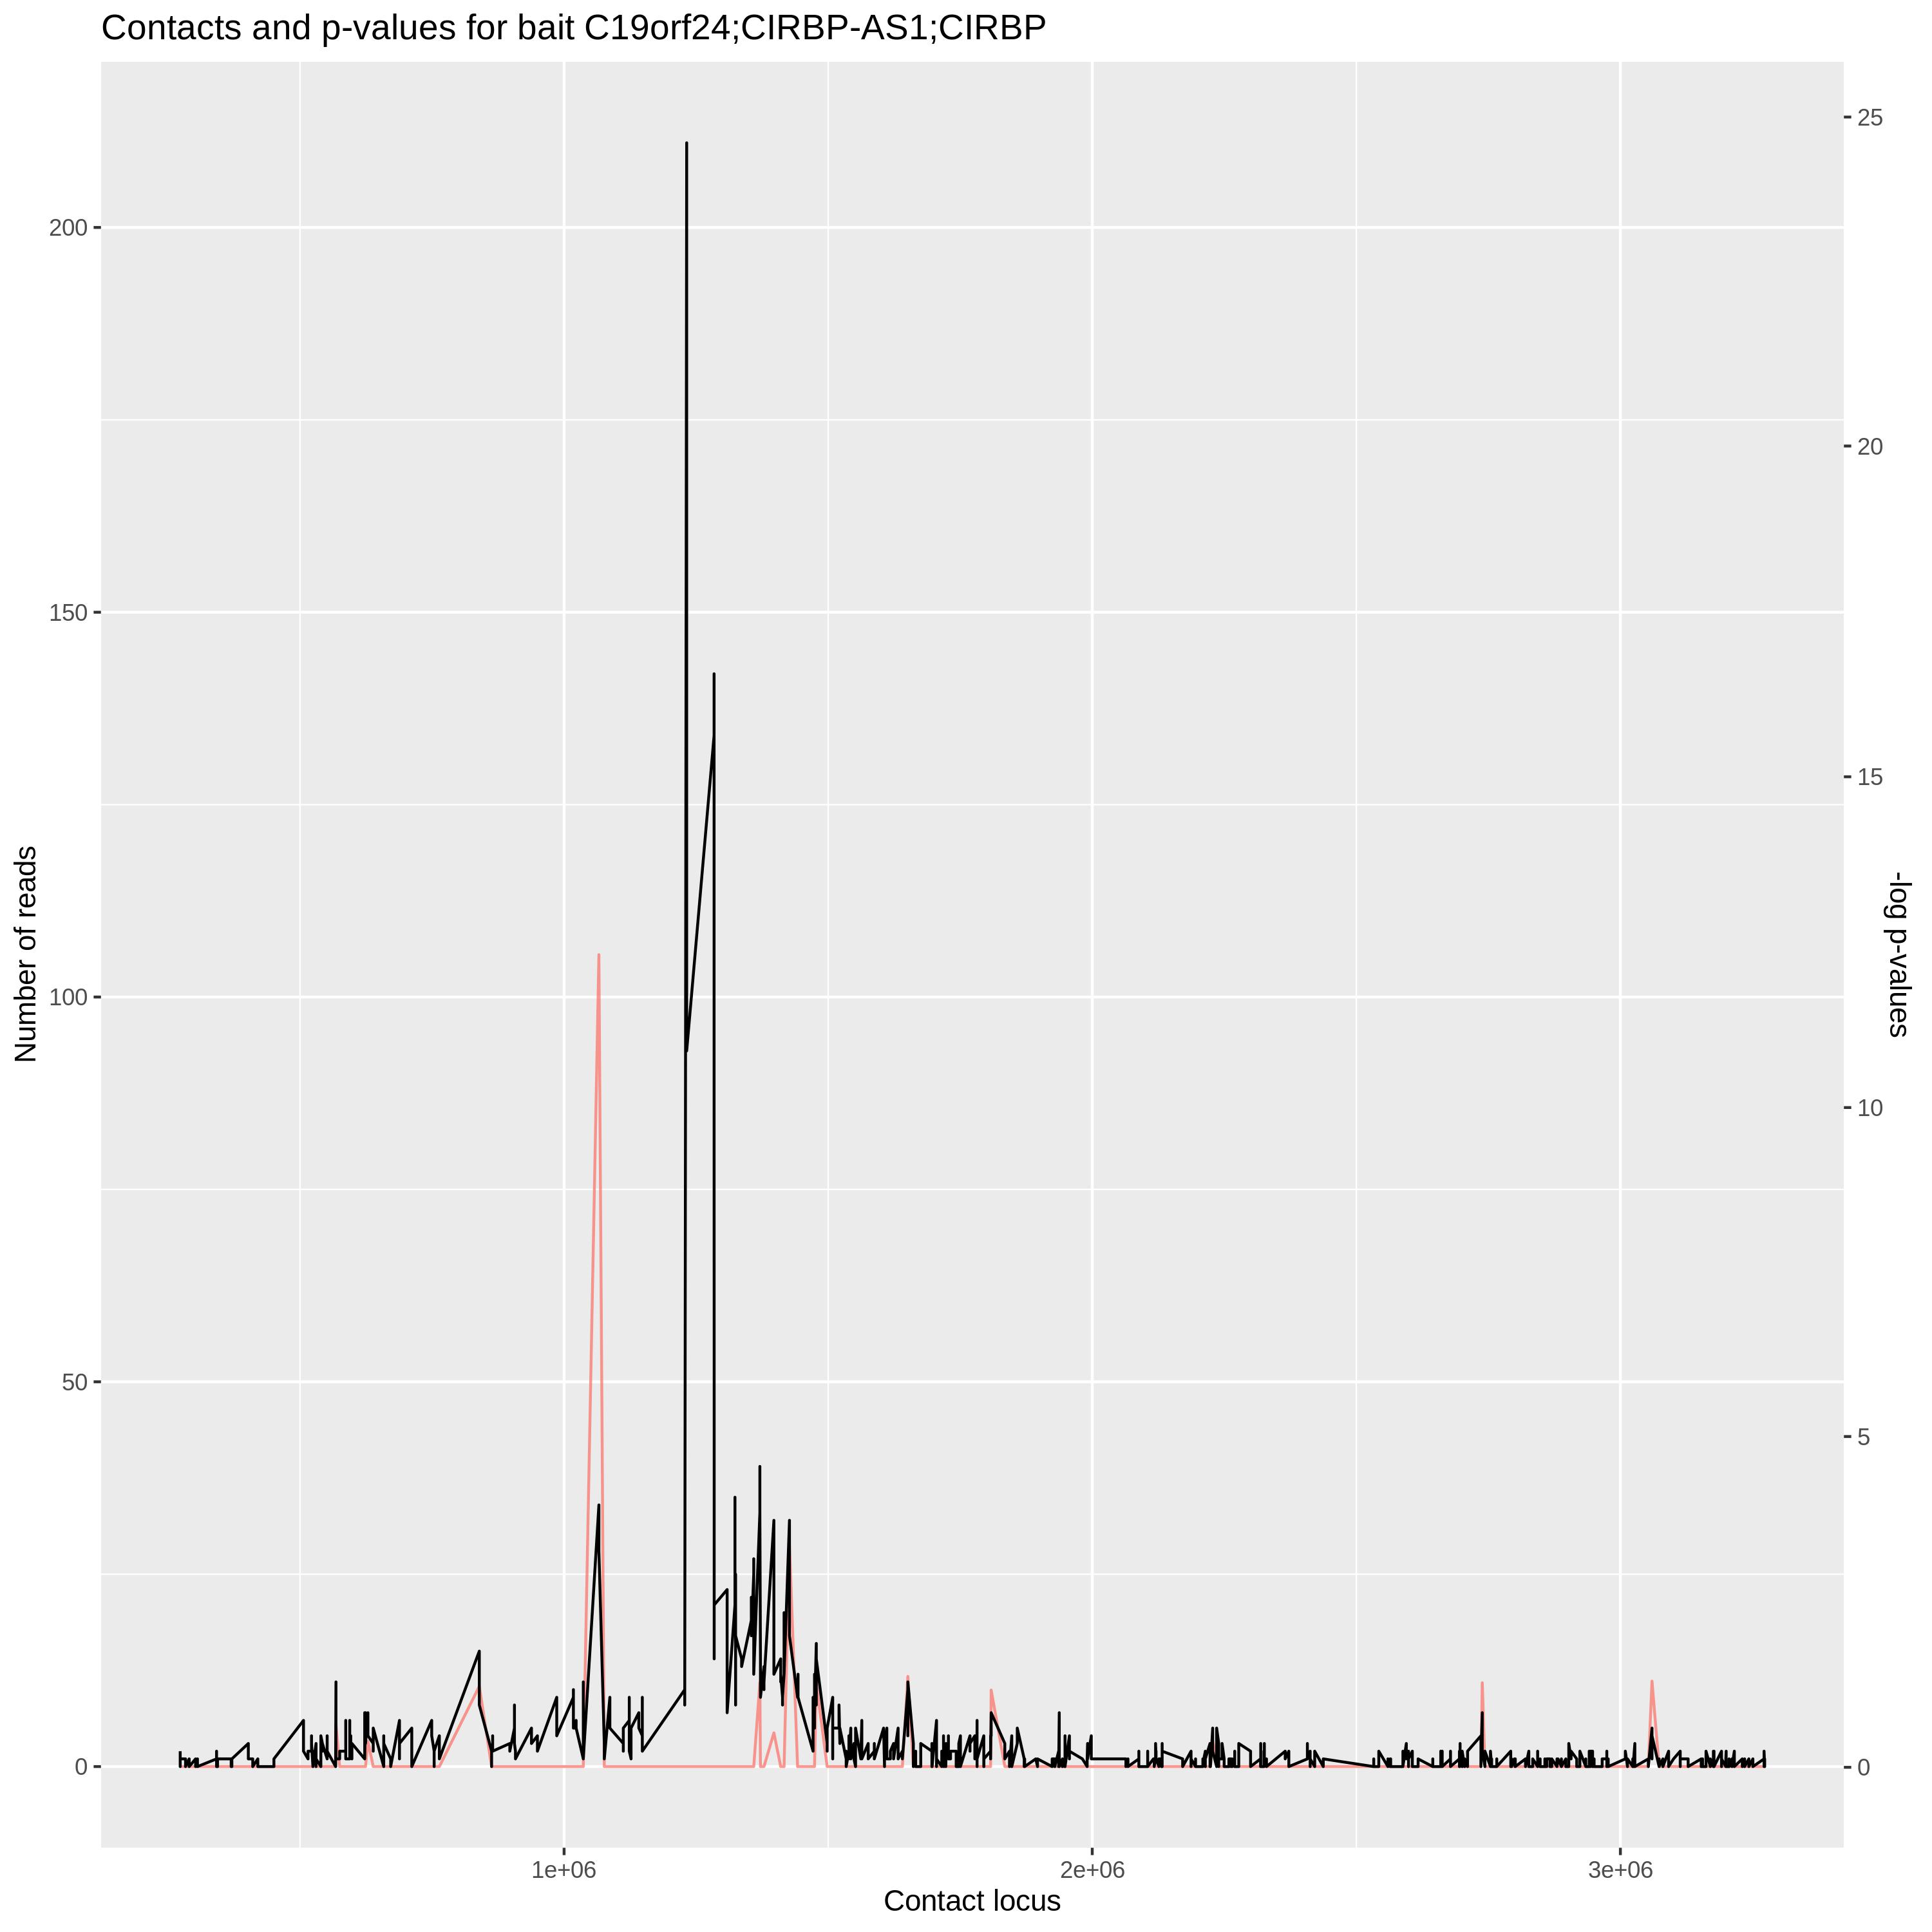 Contacts and p-values for bait C19orf24;CIRBP-AS1;CIRBP
Number of reads
200
150
100
50
0
25
20
15
10
5
0
-log p-values
1e+06
2e+06
3e+06
Contact locus